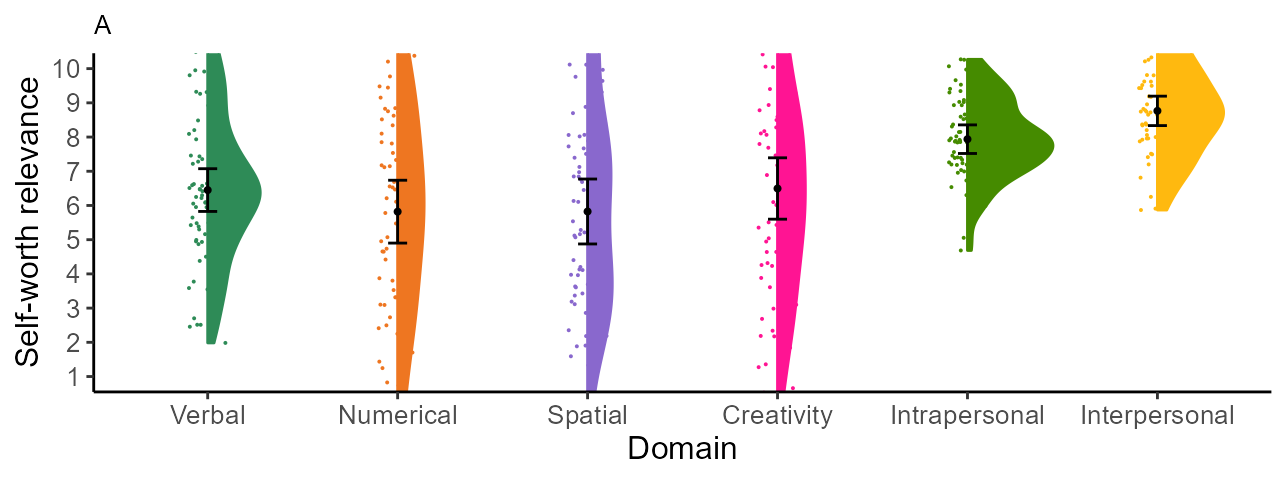 A
Self-worth relevance
10
9
8
7
6
5
4
3
2
1
Verbal Numerical Spatial Creativity Intrapersonal Interpersonal
Domain